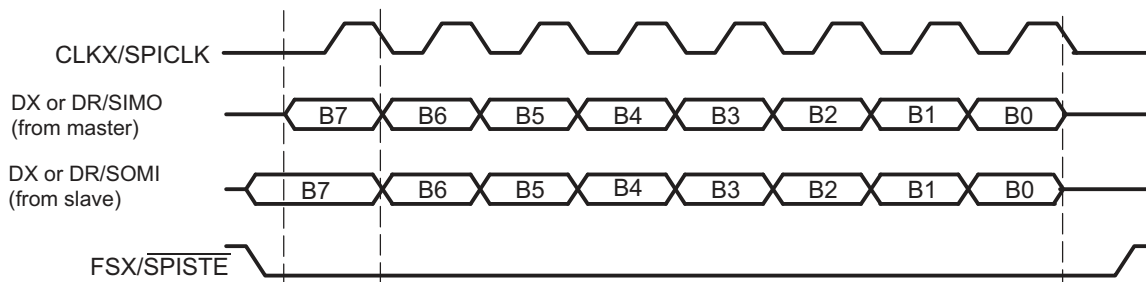 CLKX/SPICLK
DX or DR/SIMO
(from master)
B7 B6 B5 B4 B3 B2 B1 B0
DX or DR/SOMI
(from slave)
B7 B6 B5 B4 B3 B2 B1 B0
FSX/SPISTE